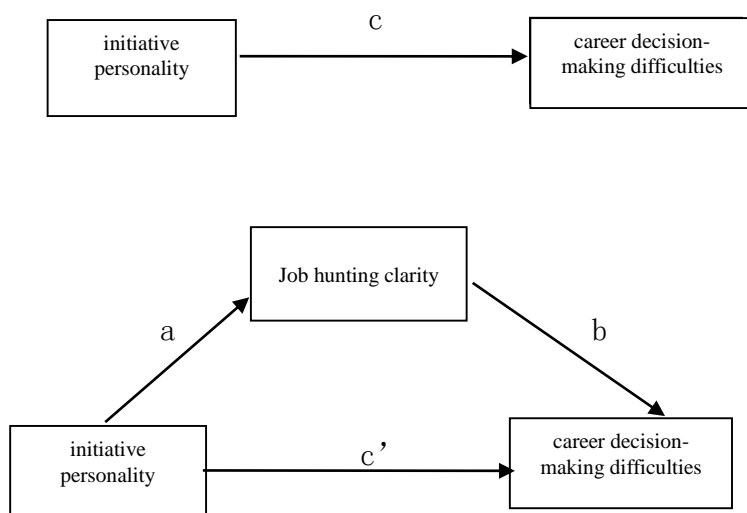 c
initiative
personality
career decision-
making difficulties
Job hunting clarity
a
b
initiative
personality
c’
career decision-
making difficulties